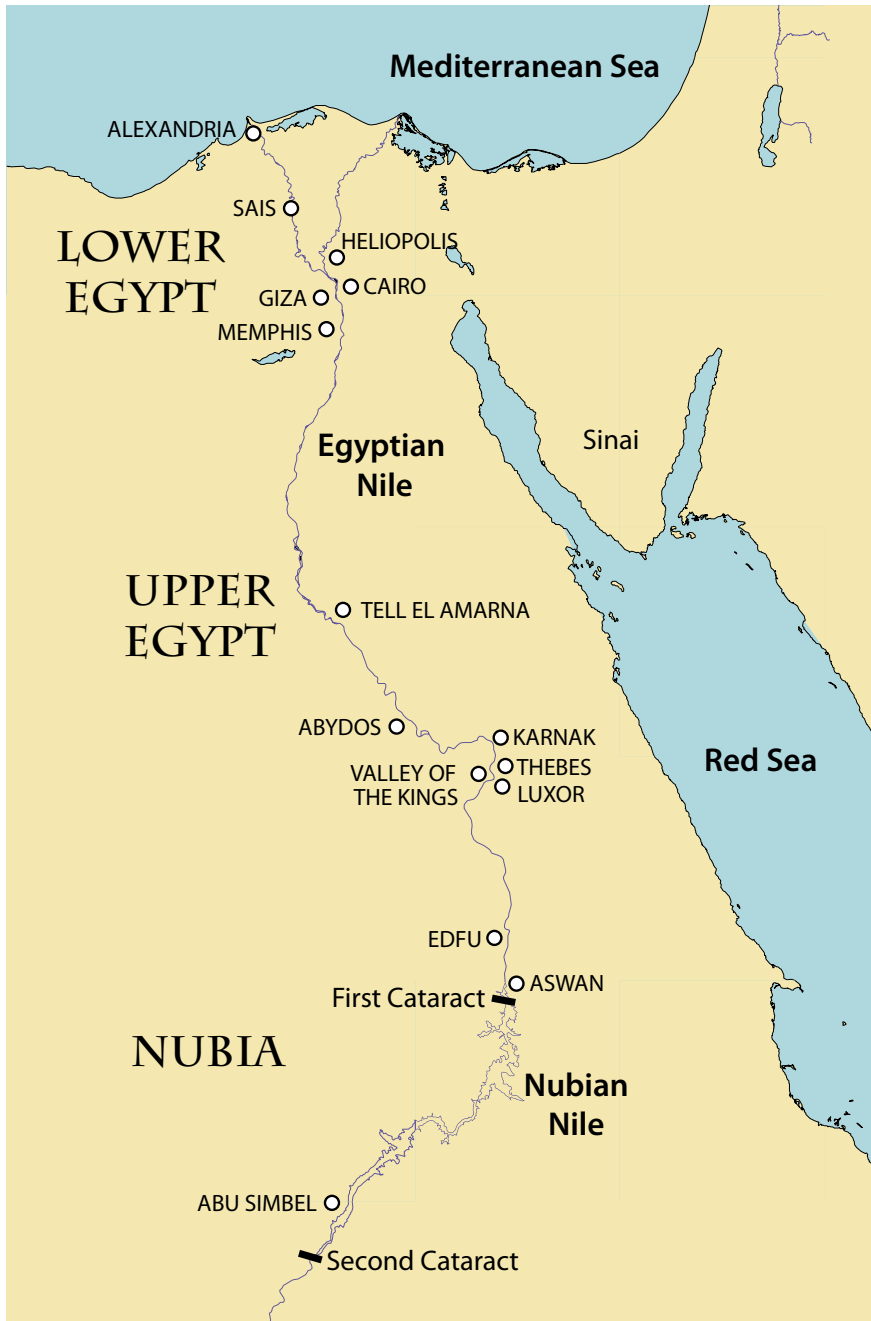 Mediterranean Sea
ALEXANDRIA
SAIS
LOWER
EGYPT
HELIOPOLIS
CAIRO
GIZA
MEMPHIS
Egyptian
Nile
Sinai
UPPER
EGYPT
TELL EL AMARNA
ABYDOS
KARNAK
THEBES
VALLEY OF
THE KINGS
LUXOR
Red Sea
EDFU
ASWAN
First Cataract
NUBIA
Nubian
Nile
ABU SIMBEL
Second Cataract